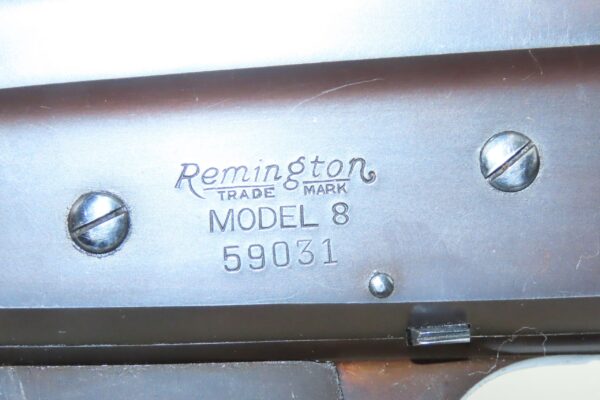 Remington
TRADE MARK
MODEL 8
59031